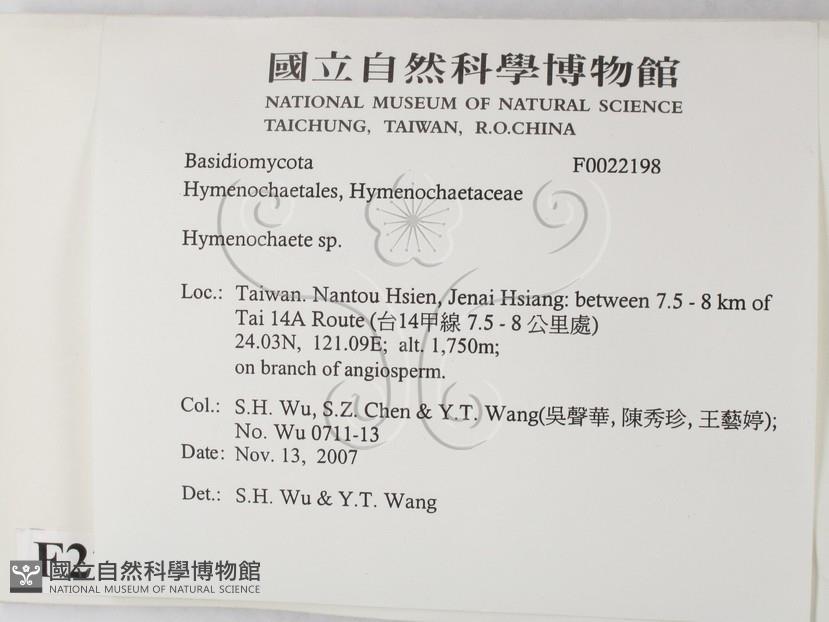 國立自然科學博物館
NATIONAL MUSEUM OF NATURAL SCIENCE
TAICHUNG, TAIWAN, R.O.CHINA
Basidiomycota F0022198
Hymenochaetales, Hymenochaetaceae
Hymenochaete sp.
Loc.: Taiwan. Nantou Hsien, Jenai Hsiang: between 7.5 - 8 km of
Tai 14A Route (台14甲線 7.5 - 8 公里處)
24.03N, 121.09E; alt. 1,750m;
on branch of angiosperm.
Col.: S.H. Wu, S.Z. Chen & Y.T. Wang(吳聲華, 陳秀珍, 王藝婷);
No. Wu 0711-13
Date: Nov. 13, 2007
Det.: S.H. Wu & Y.T. Wang
F2
國立自然科學博物館
NATIONAL MUSEUM OF NATURAL SCIENCE